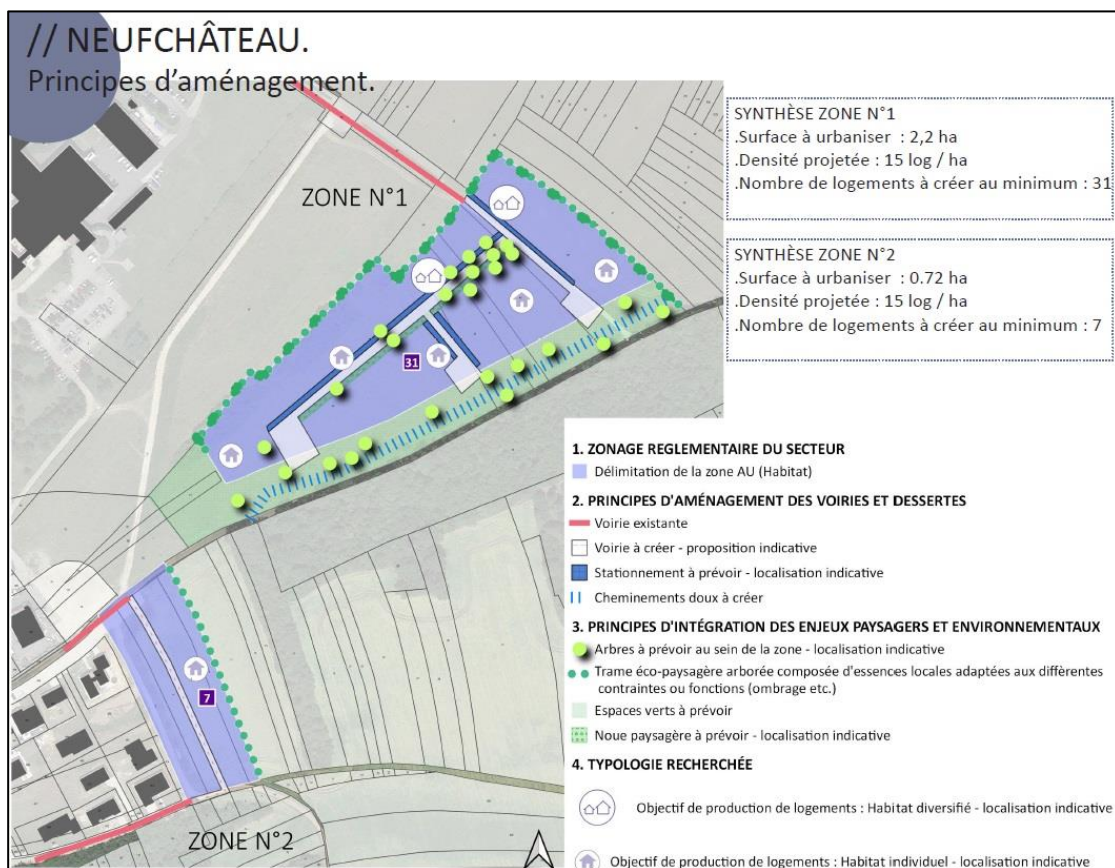 // NEUFCHÂTEAU.
Principes d'aménagement.
ZONE N°1
SYNTHÈSE ZONE N°1
.Surface à urbaniser : 2,2 ha
.Densité projetée : 15 log / ha
.Nombre de logements à créer au minimum : 31
SYNTHÈSE ZONE N°2
.Surface à urbaniser : 0.72 ha
.Densité projetée : 15 log / ha
.Nombre de logements à créer au minimum : 7
31
7
ZONE N°2
1. ZONAGE REGLEMENTAIRE DU SECTEUR
Délimitation de la zone AU (Habitat)
2. PRINCIPES D'AMÉNAGEMENT DES VOIRIES ET DESSERTES
Voirie existante
Voirie à créer - proposition indicative
Stationnement à prévoir - localisation indicative
Cheminements doux à créer
3. PRINCIPES D'INTÉGRATION DES ENJEUX PAYSAGERS ET ENVIRONNEMENTAUX
Arbres à prévoir au sein de la zone - localisation indicative
Trame éco-paysagère arborée composée d'essences locales adaptées aux différentes
contraintes ou fonctions (ombrage etc.)
Espaces verts à prévoir
Noue paysagère à prévoir - localisation indicative
4. TYPOLOGIE RECHERCHÉE
Objectif de production de logements : Habitat diversifié - localisation indicative
Objectif de production de logements : Habitat individuel - localisation indicative